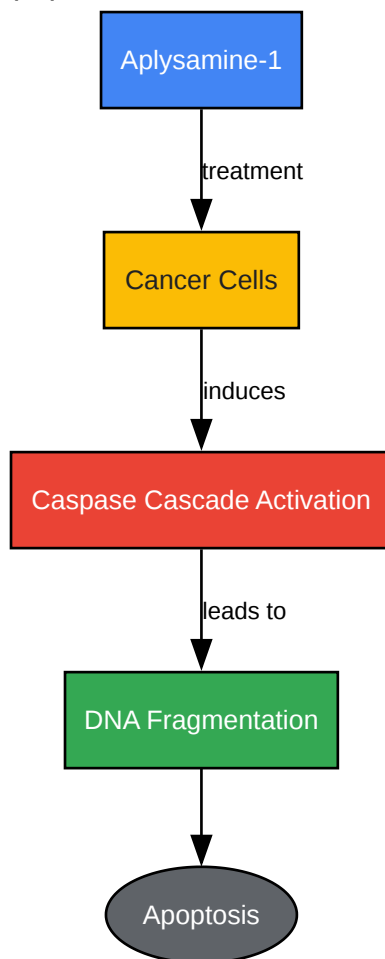 Aplysamine-1
treatment
Cancer Cells
induces
Caspase Cascade Activation
leads to
DNA Fragmentation
Apoptosis